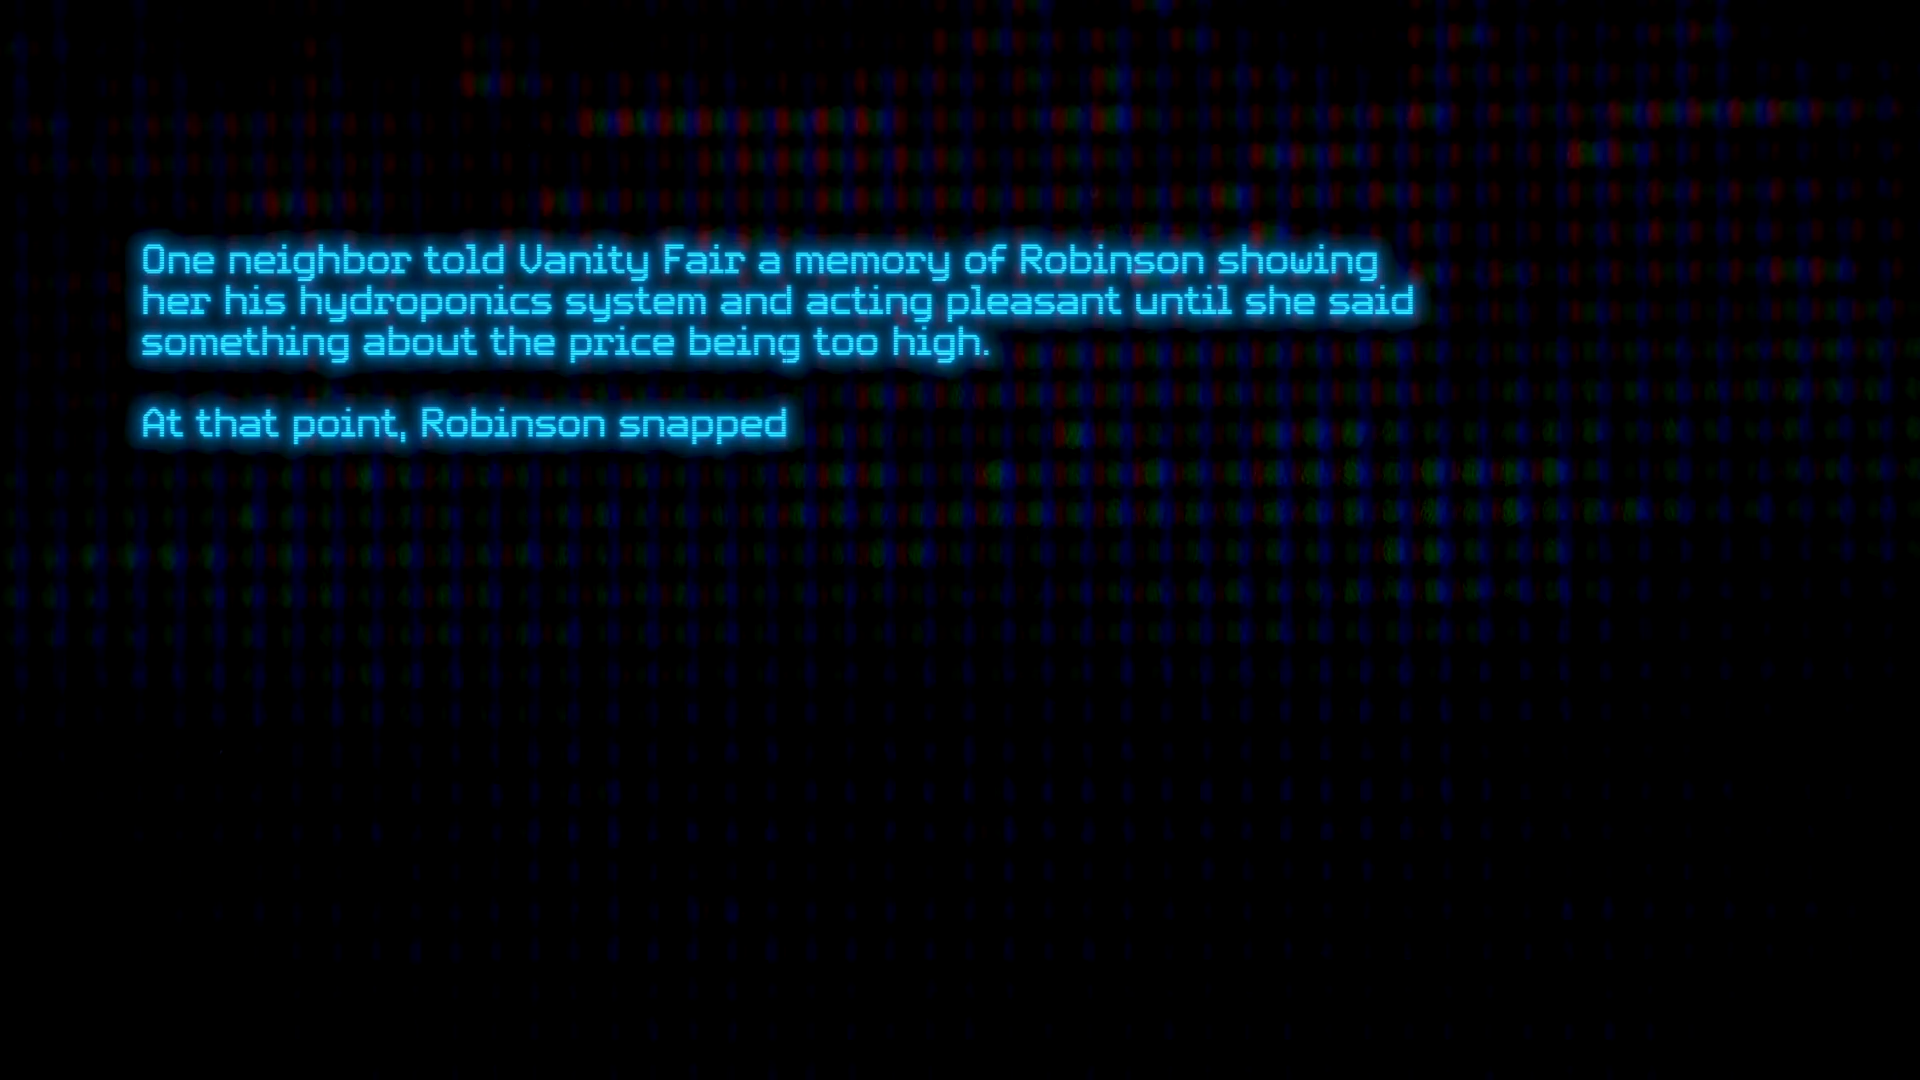 One neighbor told Vanity Fair a memory of Robinson showing
her his hydroponics system and acting pleasant until she said
something about the price being too high.
At that point, Robinson snapped